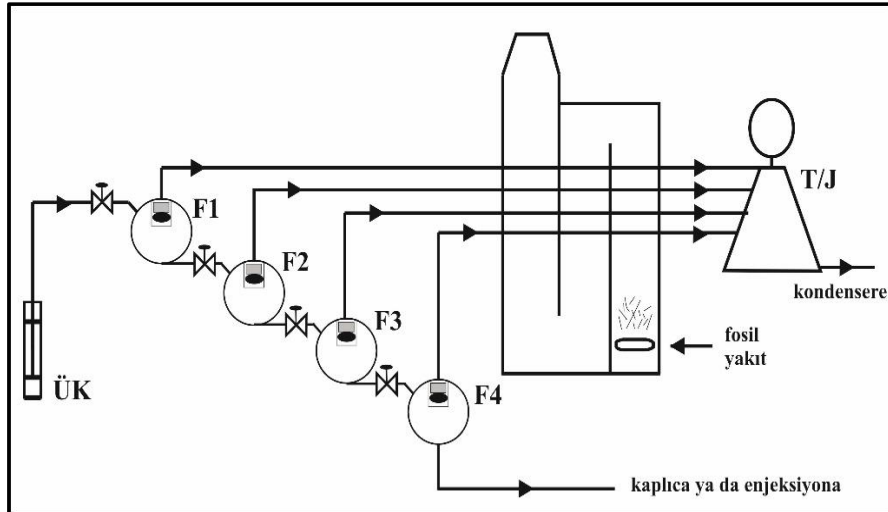 F1
T/J
F2
F3
kondensere
fosil
yakıt
ÜK
F4
kaplıca ya da enjeksiyona